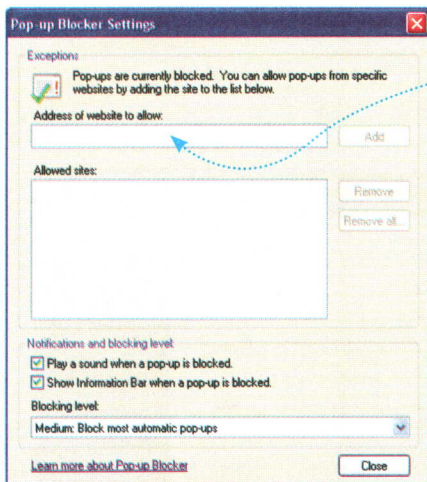 Pop-up Blocker Settings
Exceptions
Pop-ups are currently blocked. You can allow pop-ups from specific
websites by adding the site to the list below.
Address of website to allow:
Add
Allowed sites:
Remove
Remove all...
Notifications and blocking level:
Play a sound when a pop-up is blocked.
Show Information Bar when a pop-up is blocked.
Blocking level:
Medium: Block most automatic pop-ups
Learn more about Pop-up Blocker
Close